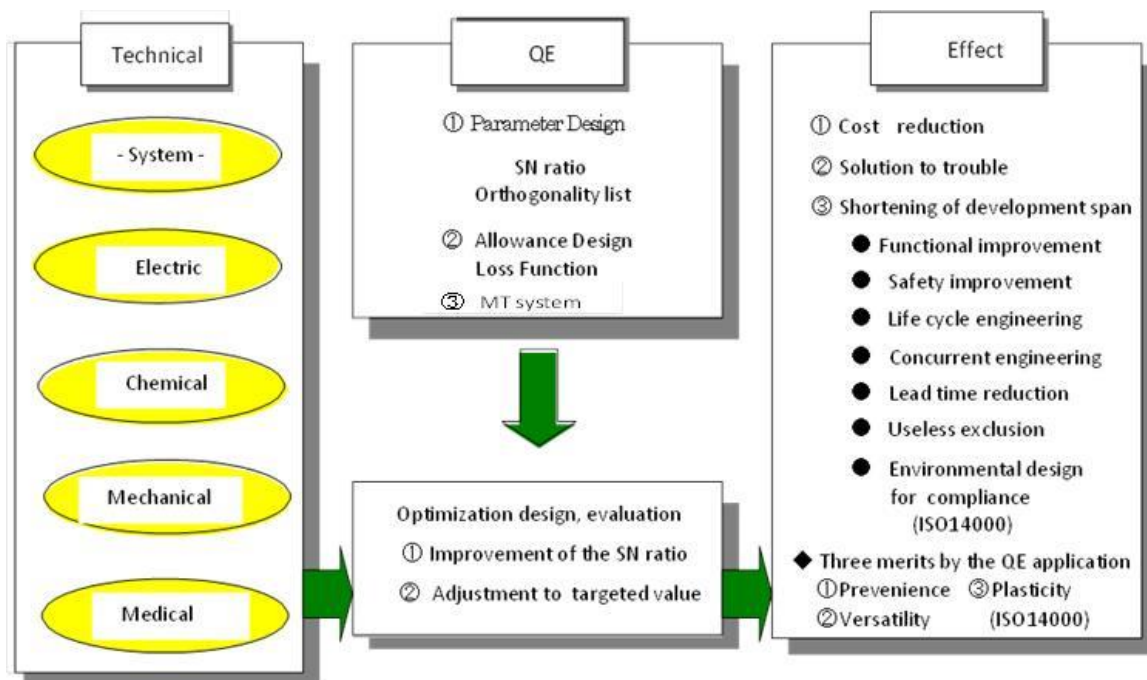 Technical
- System -
Electric
Chemical
Mechanical
Medical
QE
① Parameter Design
SN ratio
Orthogonality list
② Allowance Design
Loss Function
③ MT system
Optimization design, evaluation
① Improvement of the SN ratio
② Adjustment to targeted value
Effect
① Cost reduction
② Solution to trouble
③ Shortening of development span
● Functional improvement
● Safety improvement
● Life cycle engineering
● Concurrent engineering
● Lead time reduction
● Useless exclusion
● Environmental design
for compliance
(ISO14000)
◆ Three merits by the QE application
①Prevenience ③Plasticity
②Versatility (ISO14000)